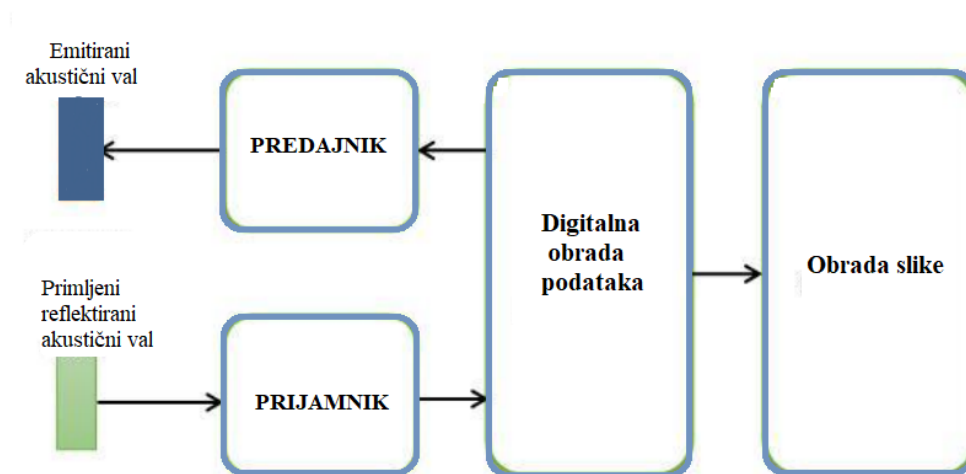 Emitirani
akustični val
PREDAJNIK
Digitalna
obrada
podataka
Obrada slike
Primljeni
reflektirani
akustični val
PRIJAMNIK